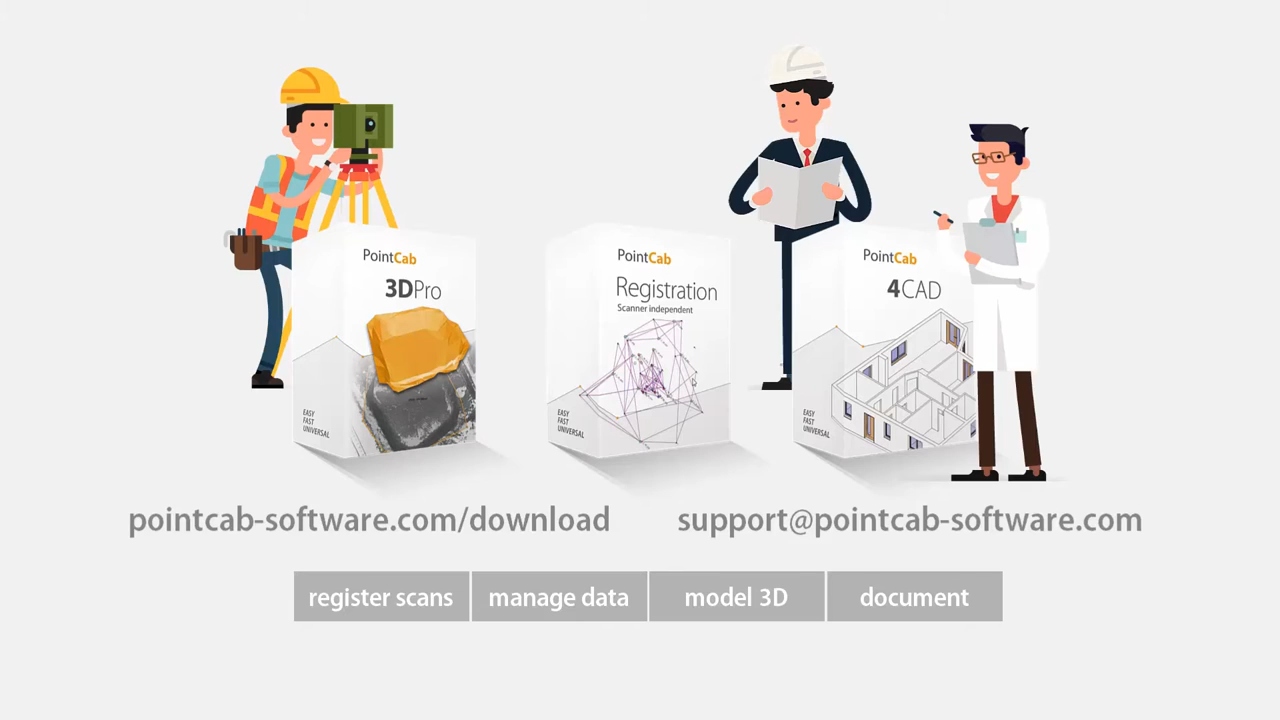 PointCab
3DPro
EASY
FAST
UNIVERSAL
PointCab
Registration
Scanner independent
EASY
FAST
UNIVERSAL
PointCab
4CAD
EASY
FAST
UNIVERSAL
pointcab-software.com/download
support@pointcab-software.com
register scans
manage data
model 3D
document